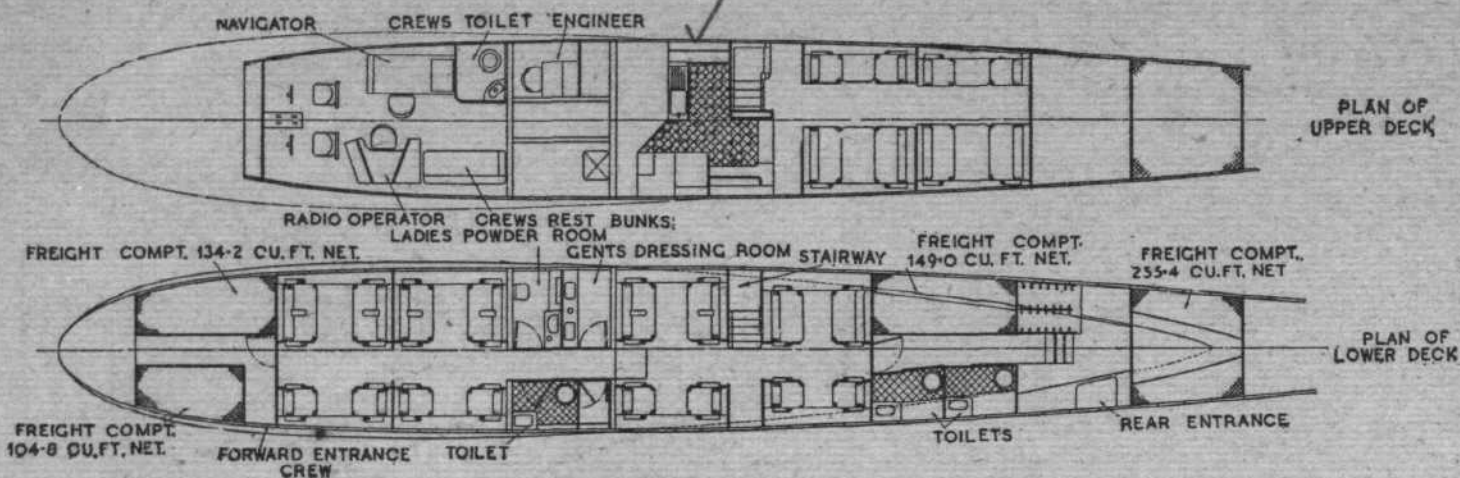 NAVIGATOR
CREWS TOILET
ENGINEER
PLAN OF
UPPER DECK
RADIO OPERATOR
CREWS REST BUNKS;
LADIES POWDER ROOM
GENTS DRESSING ROOM
STAIRWAY
FREIGHT COMPT. 134·2 CU.FT. NET.
FREIGHT COMPT.
149·0 CU. FT. NET.
FREIGHT COMPT.
255·4 CU.FT. NET
PLAN OF
LOWER DECK
FREIGHT COMPT.
104·8 CU.FT. NET.
FORWARD ENTRANCE
CREW
TOILET
TOILETS
REAR ENTRANCE